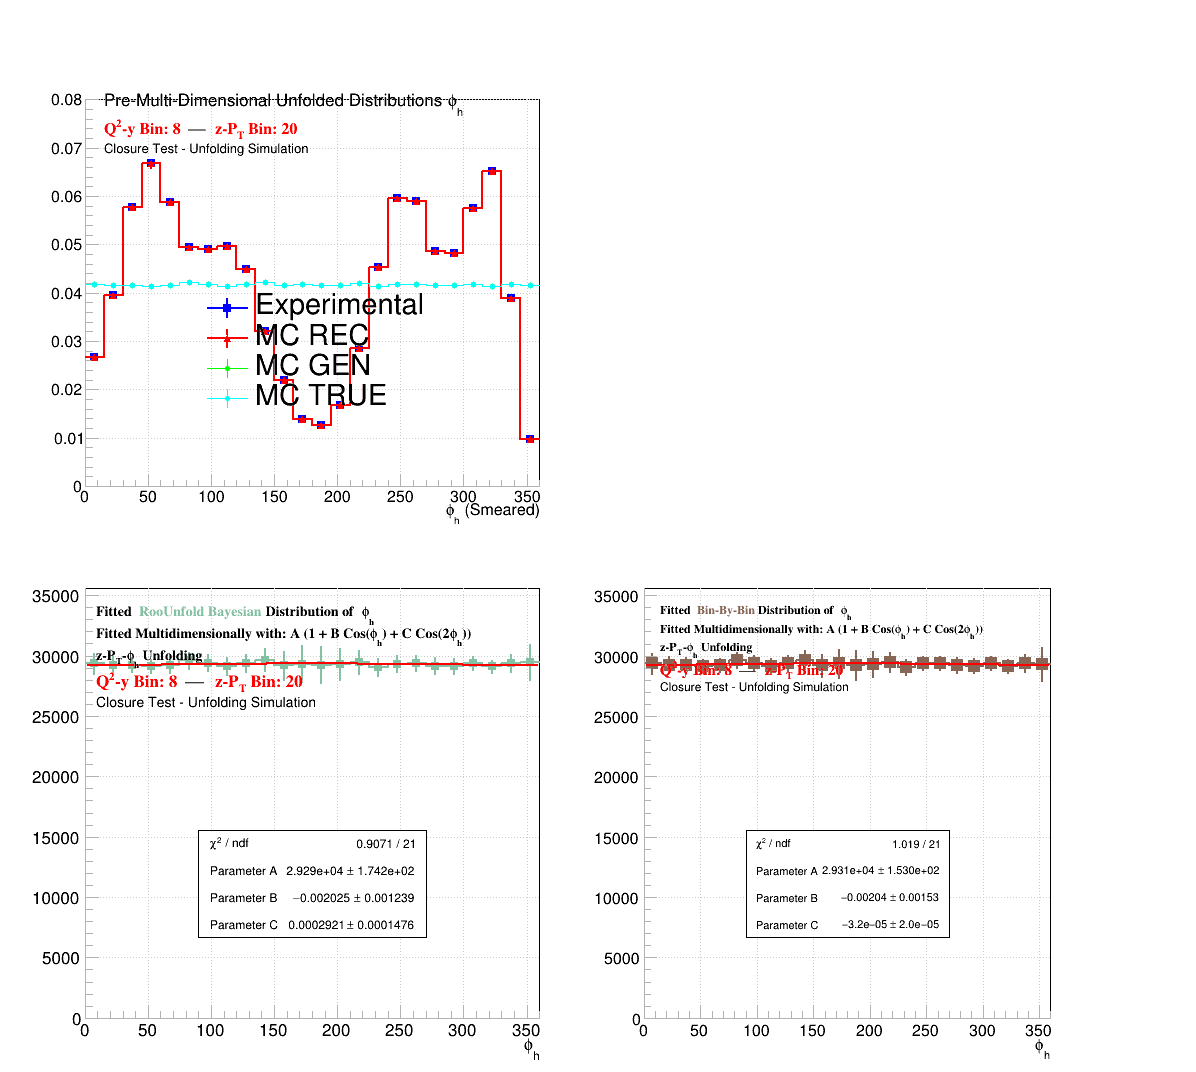 Pre-Multi-Dimensional Unfolded Distributions ϕh
Q2-y Bin: 8 — z-PT Bin: 20
Closure Test - Unfolding Simulation
0.08
0.07
0.06
0.05
0.04
0.03
0.02
0.01
0
Experimental
MC REC
MC GEN
MC TRUE
0 50 100 150 200 250 300 350
ϕh (Smeared)
Fitted RooUnfold Bayesian Distribution of ϕh
Fitted Multidimensionally with: A (1 + B Cos(ϕh) + C Cos(2ϕh))
z-PT-ϕh Unfolding
Q2-y Bin: 8 — z-PT Bin: 20
Closure Test - Unfolding Simulation
35000
30000
25000
20000
15000
10000
5000
0
χ2 / ndf 0.9071 / 21
Parameter A 2.929e+04 ± 1.742e+02
Parameter B −0.002025 ± 0.001239
Parameter C 0.0002921 ± 0.0001476
0 50 100 150 200 250 300 350
ϕh
Fitted Bin-By-Bin Distribution of ϕh
Fitted Multidimensionally with: A (1 + B Cos(ϕh) + C Cos(2ϕh))
z-PT-ϕh Unfolding
Q2-y Bin: 8 — z-PT Bin: 20
Closure Test - Unfolding Simulation
35000
30000
25000
20000
15000
10000
5000
0
χ2 / ndf 1.019 / 21
Parameter A 2.931e+04 ± 1.530e+02
Parameter B −0.00204 ± 0.00153
Parameter C −3.2e−05 ± 2.0e−05
0 50 100 150 200 250 300 350
ϕh